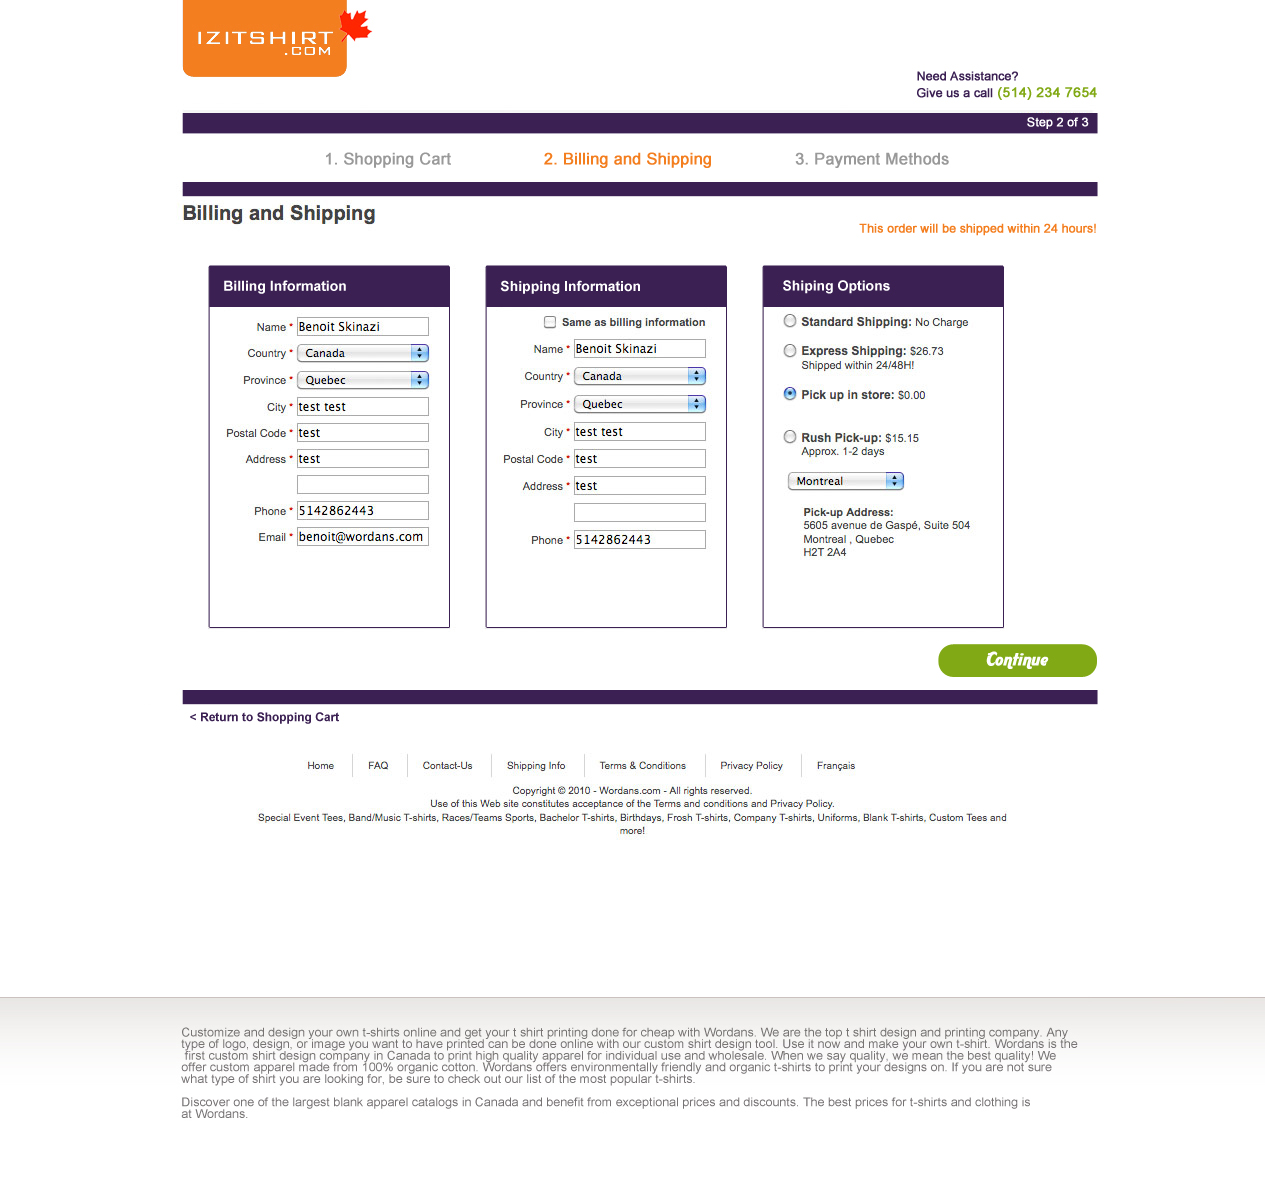 IZITSHIRT
.COM
Need Assistance?
Give us a call (514) 234 7654
Step 2 of 3
1. Shopping Cart
2. Billing and Shipping
3. Payment Methods
Billing and Shipping
This order will be shipped within 24 hours!
Billing Information
Name * Benoit Skinazi
Country * Canada
Province * Quebec
City * test test
Postal Code * test
Address * test
Phone * 5142862443
Email * benoit@wordans.com
Shipping Information
Same as billing information
Name * Benoit Skinazi
Country * Canada
Province * Quebec
City * test test
Postal Code * test
Address * test
Phone * 5142862443
Shiping Options
Standard Shipping: No Charge
Express Shipping: $26.73
Shipped within 24/48H!
Pick up in store: $0.00
Rush Pick-up: $15.15
Approx. 1-2 days
Montreal
Pick-up Address:
5605 avenue de Gaspé, Suite 504
Montreal , Quebec
H2T 2A4
Continue
< Return to Shopping Cart
Home
FAQ
Contact-Us
Shipping Info
Terms & Conditions
Privacy Policy
Français
Copyright © 2010 - Wordans.com - All rights reserved.
Use of this Web site constitutes acceptance of the Terms and conditions and Privacy Policy.
Special Event Tees, Band/Music T-shirts, Races/Teams Sports, Bachelor T-shirts, Birthdays, Frosh T-shirts, Company T-shirts, Uniforms, Blank T-shirts, Custom Tees and
more!
Customize and design your own t-shirts online and get your t shirt printing done for cheap with Wordans. We are the top t shirt design and printing company. Any
type of logo, design, or image you want to have printed can be done online with our custom shirt design tool. Use it now and make your own t-shirt. Wordans is the
first custom shirt design company in Canada to print high quality apparel for individual use and wholesale. When we say quality, we mean the best quality! We
offer custom apparel made from 100% organic cotton. Wordans offers environmentally friendly and organic t-shirts to print your designs on. If you are not sure
what type of shirt you are looking for, be sure to check out our list of the most popular t-shirts.
Discover one of the largest blank apparel catalogs in Canada and benefit from exceptional prices and discounts. The best prices for t-shirts and clothing is
at Wordans.